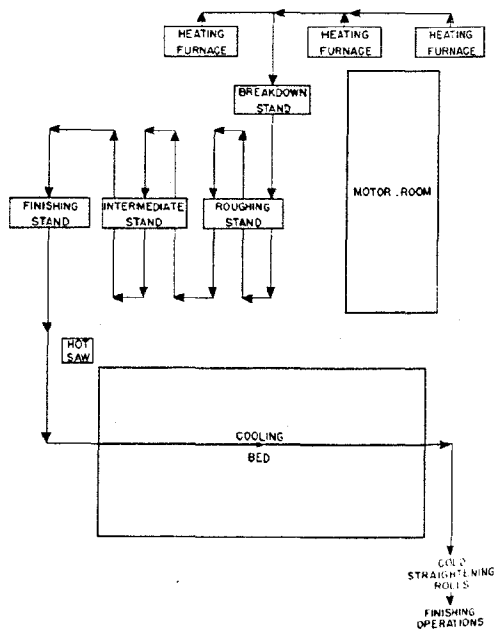 HEATING
FURNACE
HEATING
FURNACE
HEATING
FURNACE
BREAKDOWN
STAND
MOTOR ROOM
FINISHING
STAND
INTERMEDIATE
STAND
ROUGHING
STAND
HOT
SAW
COOLING
BED
COLD
STRAIGHTENING
ROLLS
FINISHING
OPERATIONS